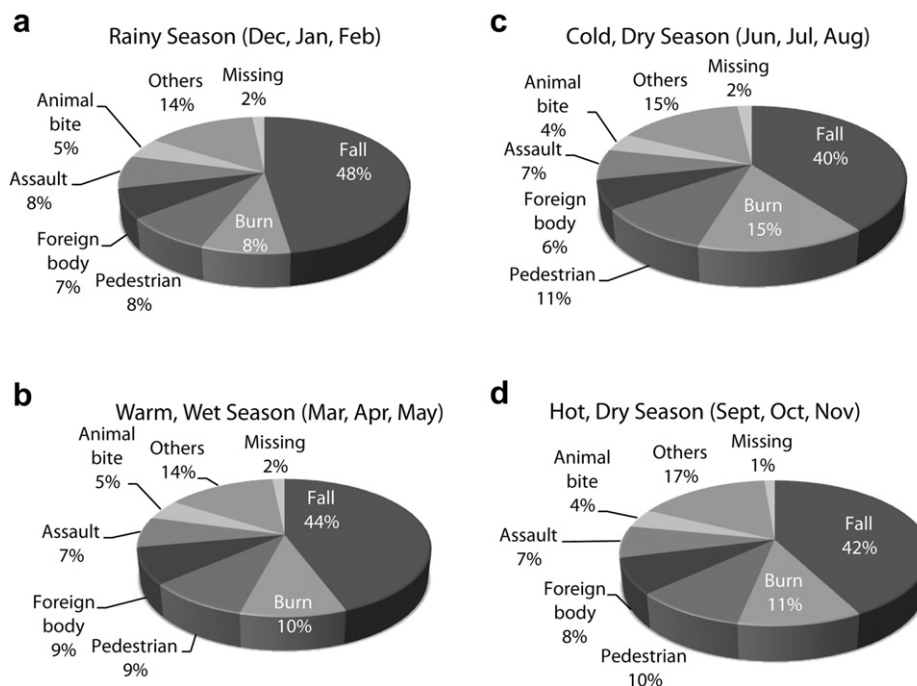 a
Rainy Season (Dec, Jan, Feb)
Others
14%
Missing
2%
Animal
bite
5%
Fall
48%
Assault
8%
Burn
8%
Foreign
body
7%
Pedestrian
8%
c
Cold, Dry Season (Jun, Jul, Aug)
Others
15%
Missing
2%
Animal bite
4%
Fall
40%
Assault
7%
Burn
15%
Foreign
body
6%
Pedestrian
11%
b
Warm, Wet Season (Mar, Apr, May)
Animal
bite
5%
Others
14%
Missing
2%
Fall
44%
Assault
7%
Burn
10%
Foreign
body
9%
Pedestrian
9%
d
Hot, Dry Season (Sept, Oct, Nov)
Others
17%
Missing
1%
Animal bite
4%
Fall
42%
Assault
7%
Burn
11%
Foreign
body
8%
Pedestrian
10%